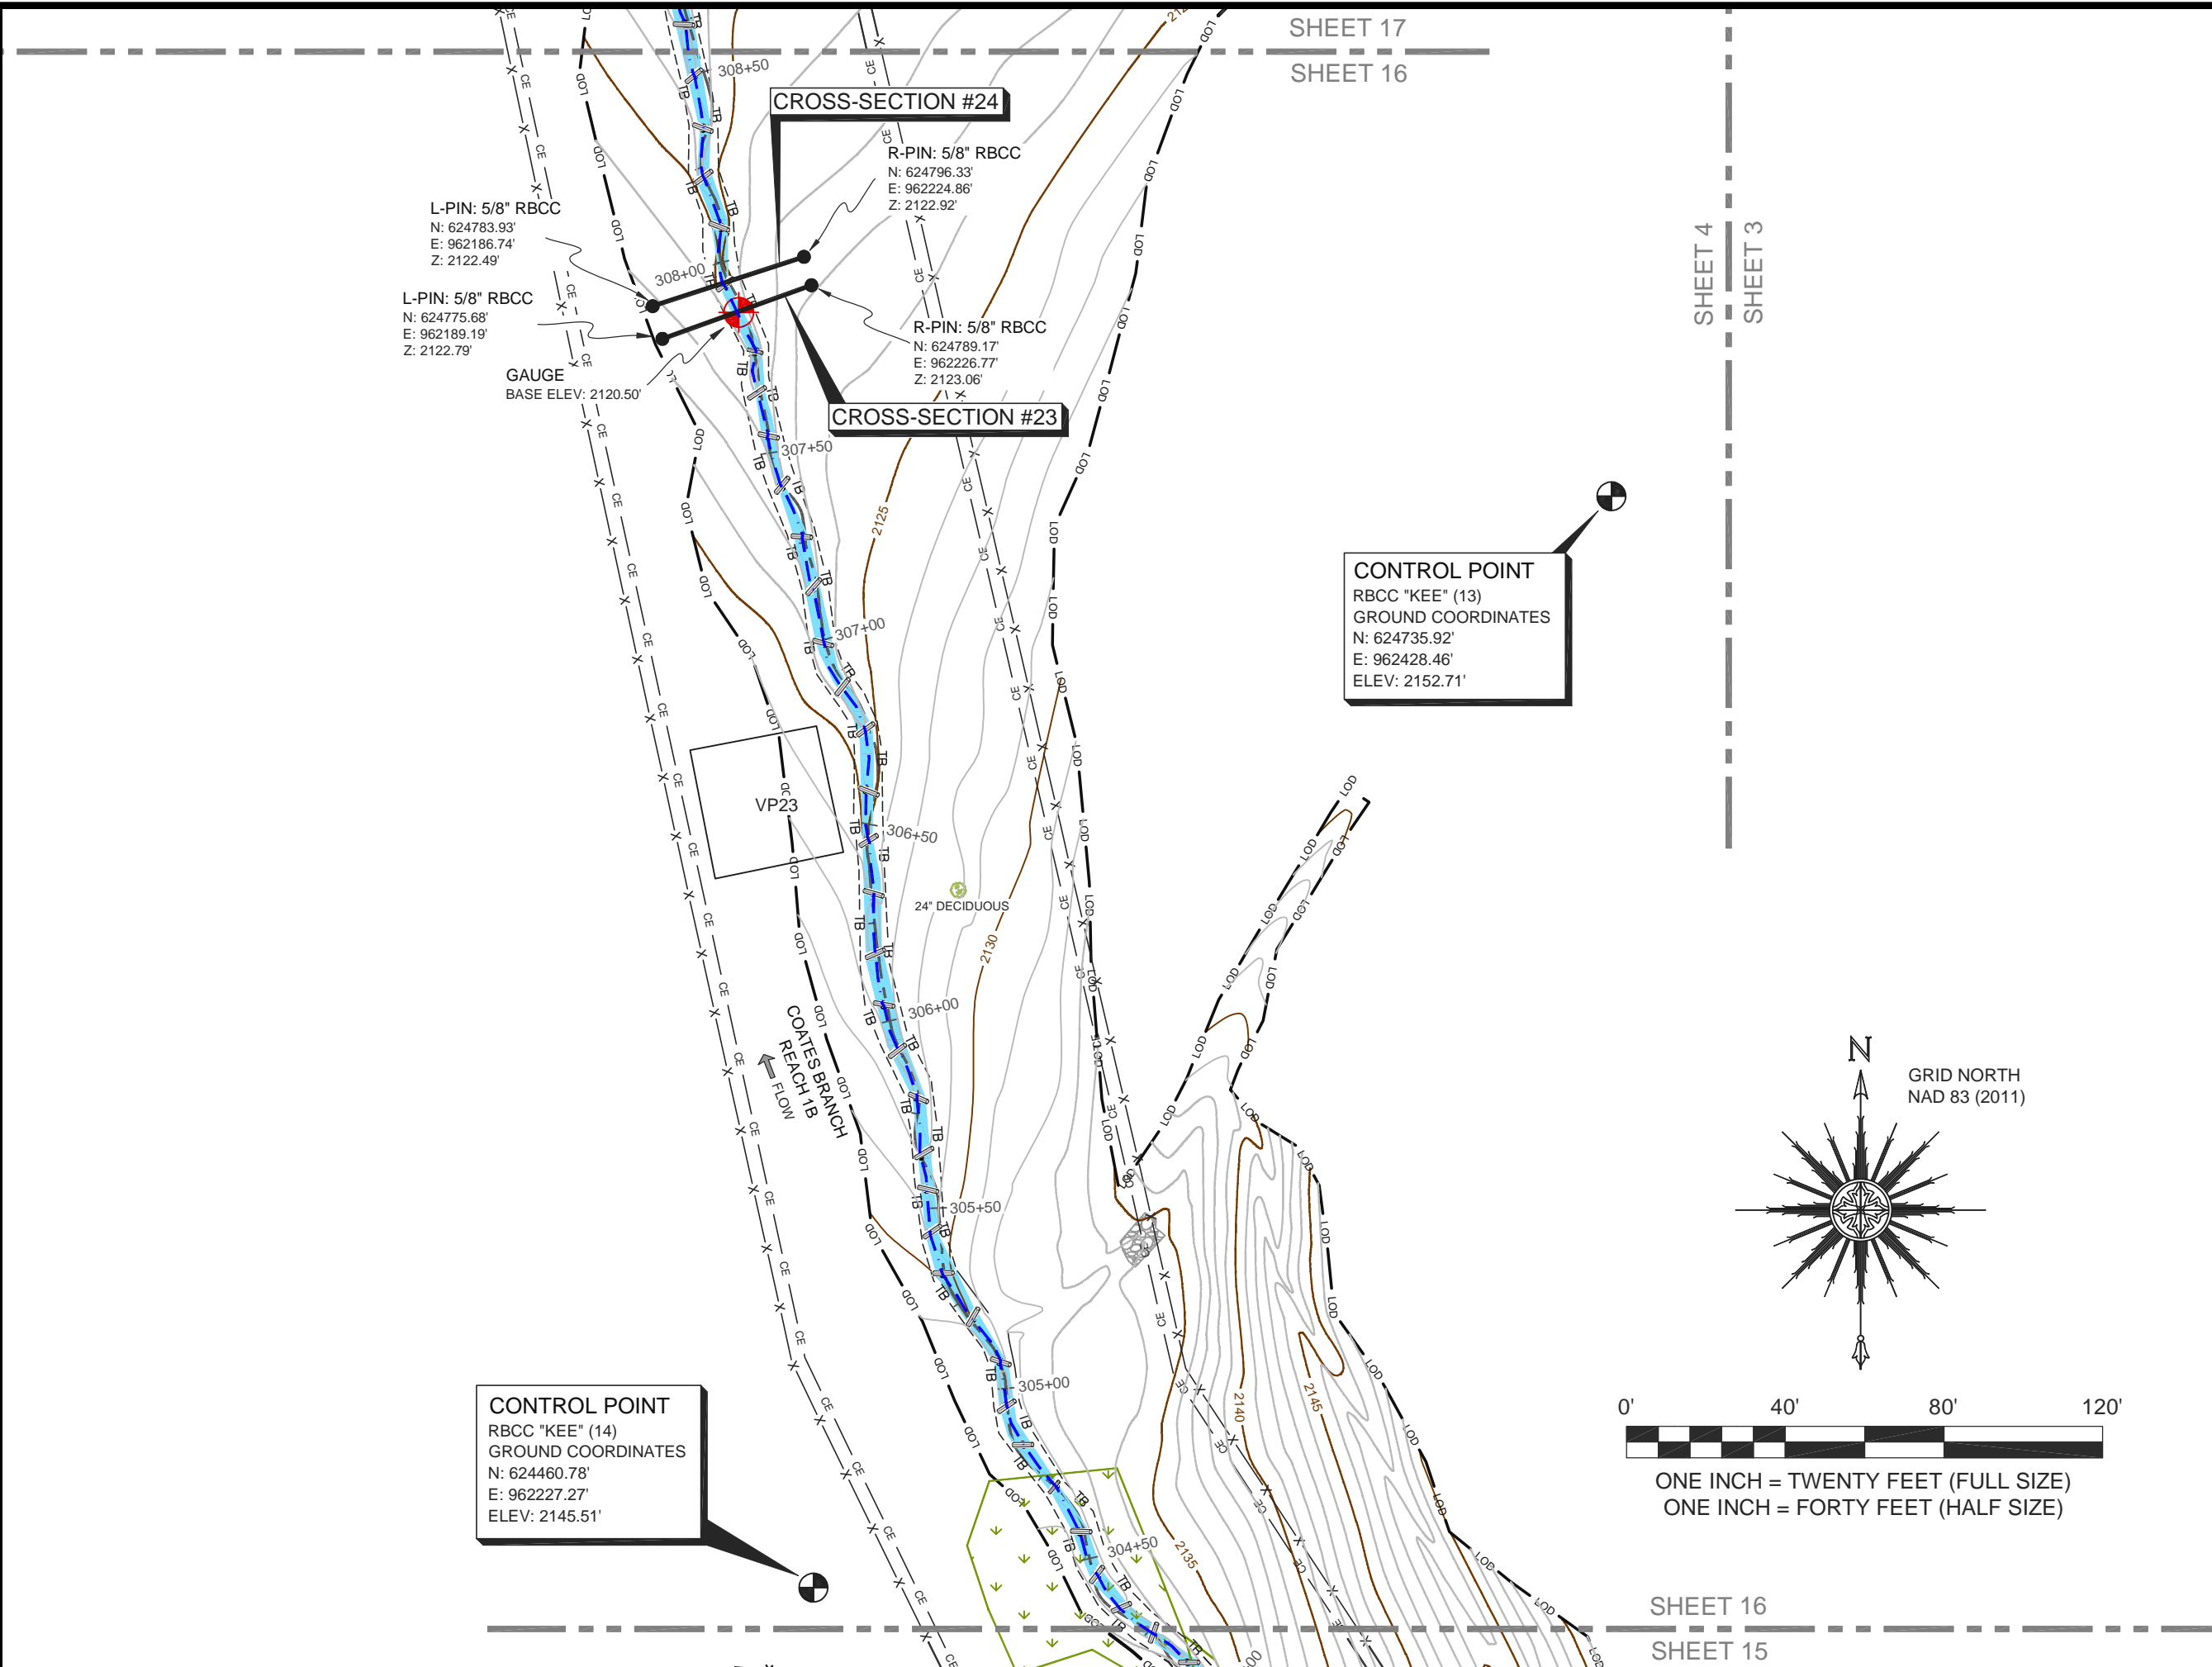 SHEET 17
SHEET 16
308+50
CROSS-SECTION #24
R-PIN: 5/8" RBCC
N: 624796.33'
E: 962224.86'
Z: 2122.92'
L-PIN: 5/8" RBCC
N: 624783.93'
E: 962186.74'
Z: 2122.49'
308+00
L-PIN: 5/8" RBCC
N: 624775.68'
E: 962189.19'
Z: 2122.79'
R-PIN: 5/8" RBCC
N: 624789.17'
E: 962226.77'
Z: 2123.06'
GAUGE
BASE ELEV: 2120.50'
CROSS-SECTION #23
SHEET 4
SHEET 3
307+50
2125
CONTROL POINT
RBCC "KEE" (13)
GROUND COORDINATES
N: 624735.92'
E: 962428.46'
ELEV: 2152.71'
307+00
VP23
306+50
24" DECIDUOUS
2130
306+00
COATES BRANCH
REACH 1B
FLOW
305+50
N
GRID NORTH
NAD 83 (2011)
305+00
2140
2145
CONTROL POINT
RBCC "KEE" (14)
GROUND COORDINATES
N: 624460.78'
E: 962227.27'
ELEV: 2145.51'
0' 40' 80' 120'
ONE INCH = TWENTY FEET (FULL SIZE)
ONE INCH = FORTY FEET (HALF SIZE)
304+50
2135
SHEET 16
SHEET 15
LOD
CE
TB
X